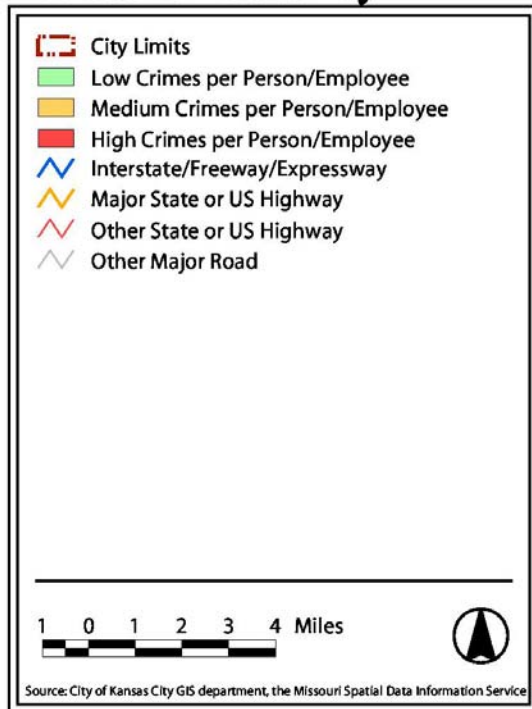 City Limits
Low Crimes per Person/Employee
Medium Crimes per Person/Employee
High Crimes per Person/Employee
Interstate/Freeway/Expressway
Major State or US Highway
Other State or US Highway
Other Major Road
1 0 1 2 3 4 Miles
Source: City of Kansas City GIS department, the Missouri Spatial Data Information Service